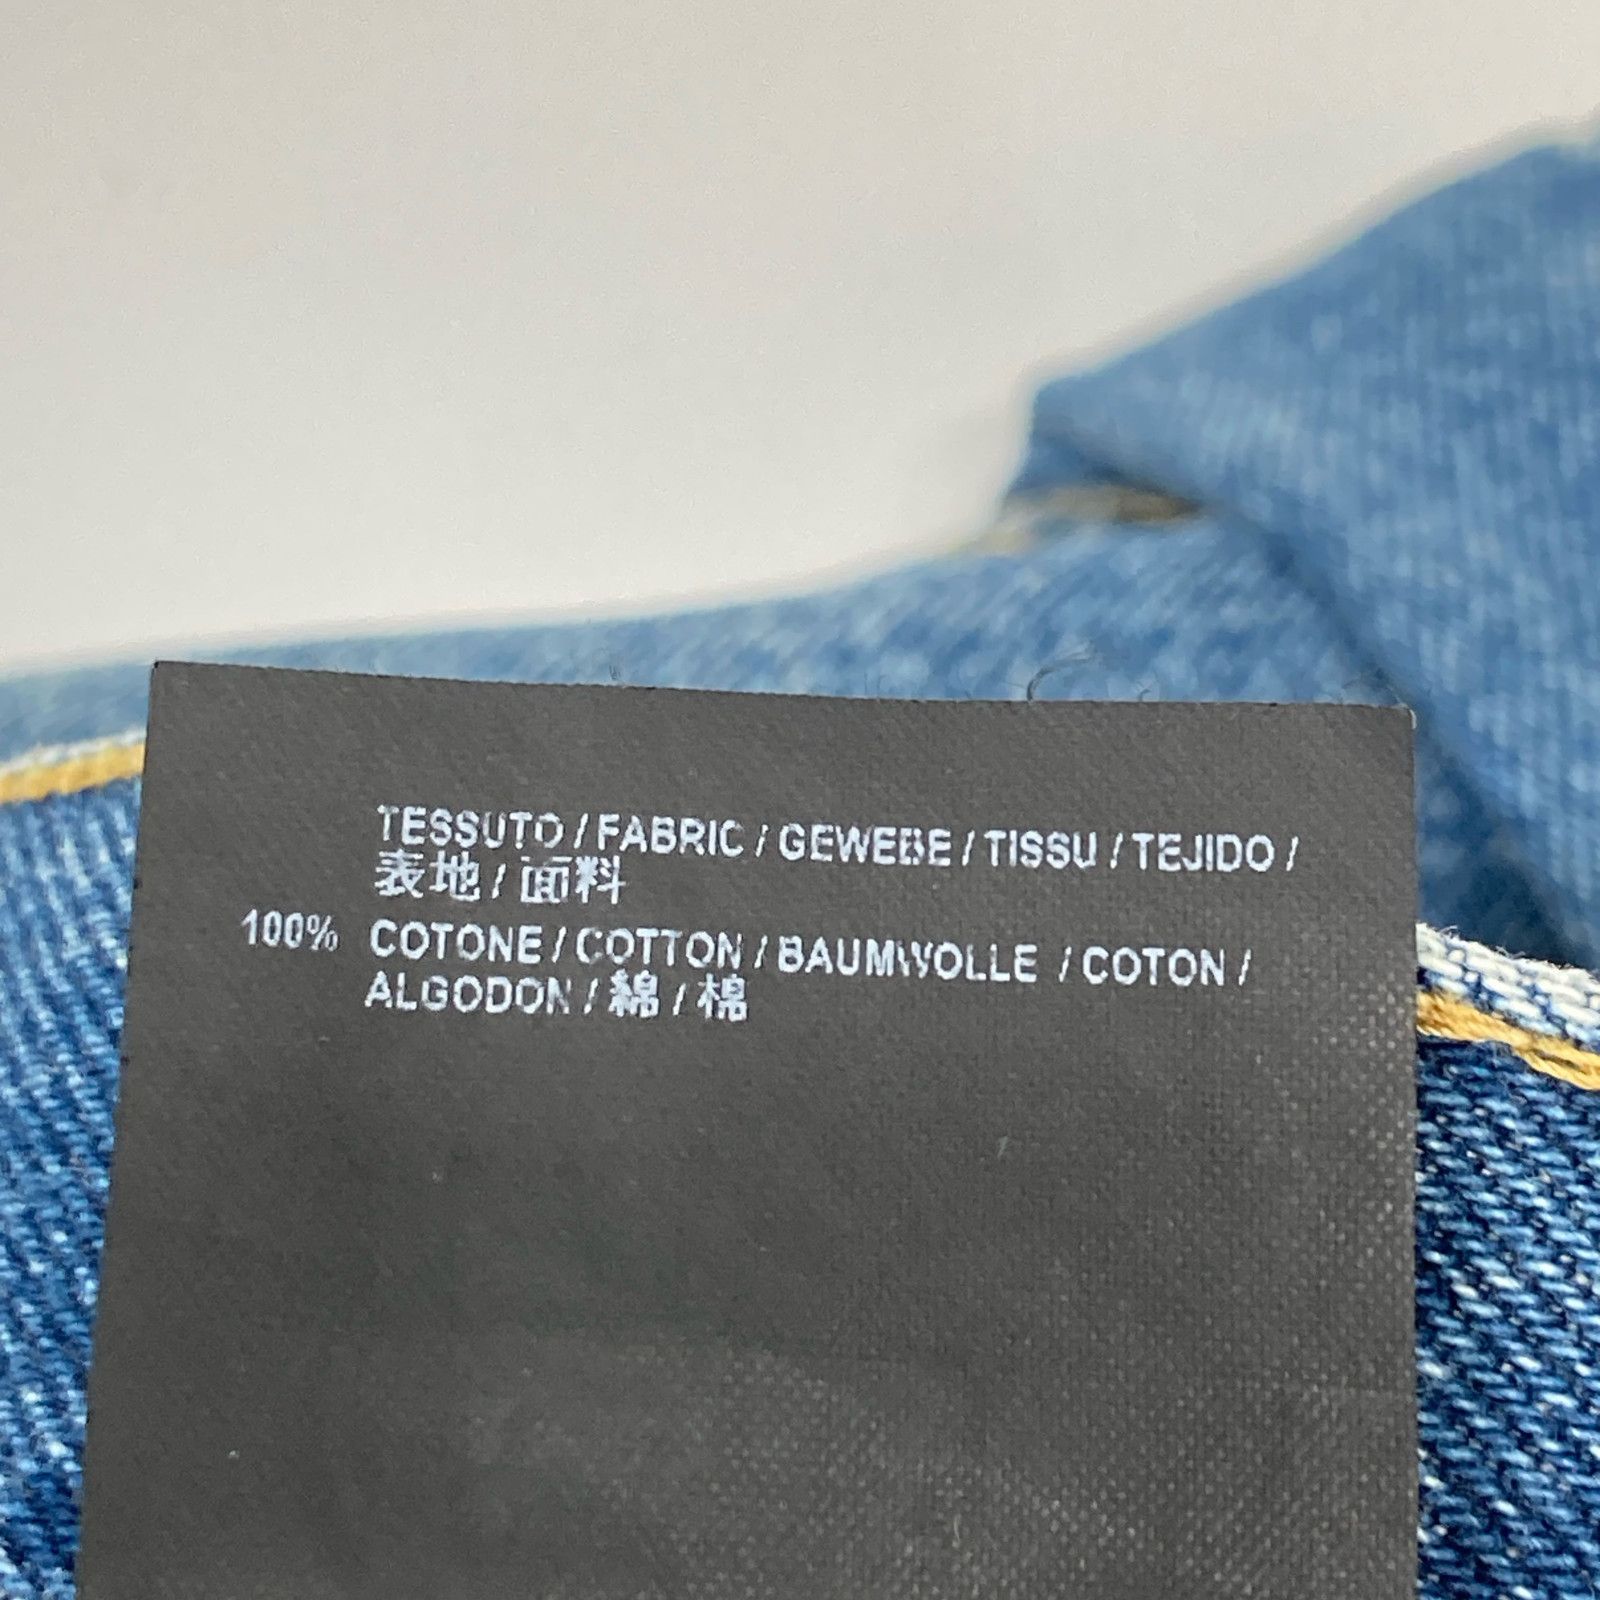 TESSUTO / FABRIC / GEWEBE / TISSU / TEJIDO /
表地 / 面料
100% COTONE / COTTON / BAUMWOLLE / COTON /
ALGODON / 綿 / 棉